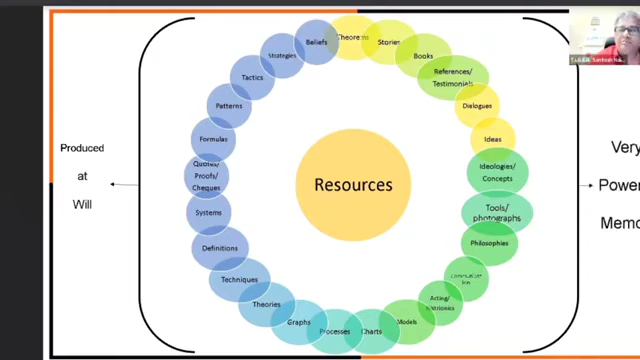 Beliefs
Theorems
Stories
Books
References/
Testimonials
Dialogues
Ideas
Ideologies/
Concepts
Tools/
photographs
Philosophies
Acting/
Models
Charts
Processes
Graphs
Theories
Techniques
Definitions
Systems
Quotes/
Proofs/
Cheques
Formulas
Patterns
Tactics
Strategies
Resources
Produced
at
Will
Very
Power
Memo